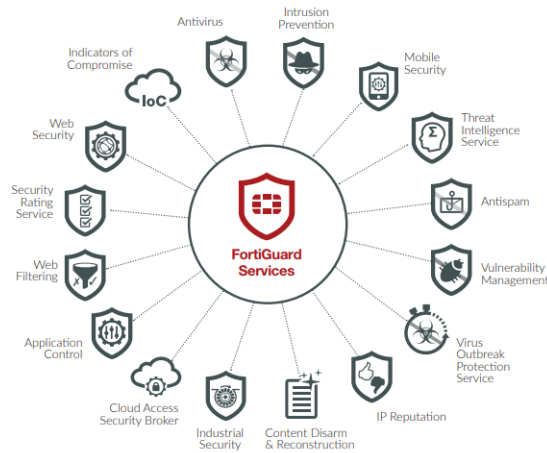 Antivirus
Intrusion
Prevention
Mobile
Security
Threat
Intelligence
Service
Antispam
Vulnerability
Management
Virus
Outbreak
Protection
Service
IP Reputation
Content Disarm
& Reconstruction
Industrial
Security
Cloud Access
Security Broker
Application
Control
Web
Filtering
Security
Rating
Service
Web
Security
Indicators of
Compromise
IoC
Σ
FortiGuard
Services